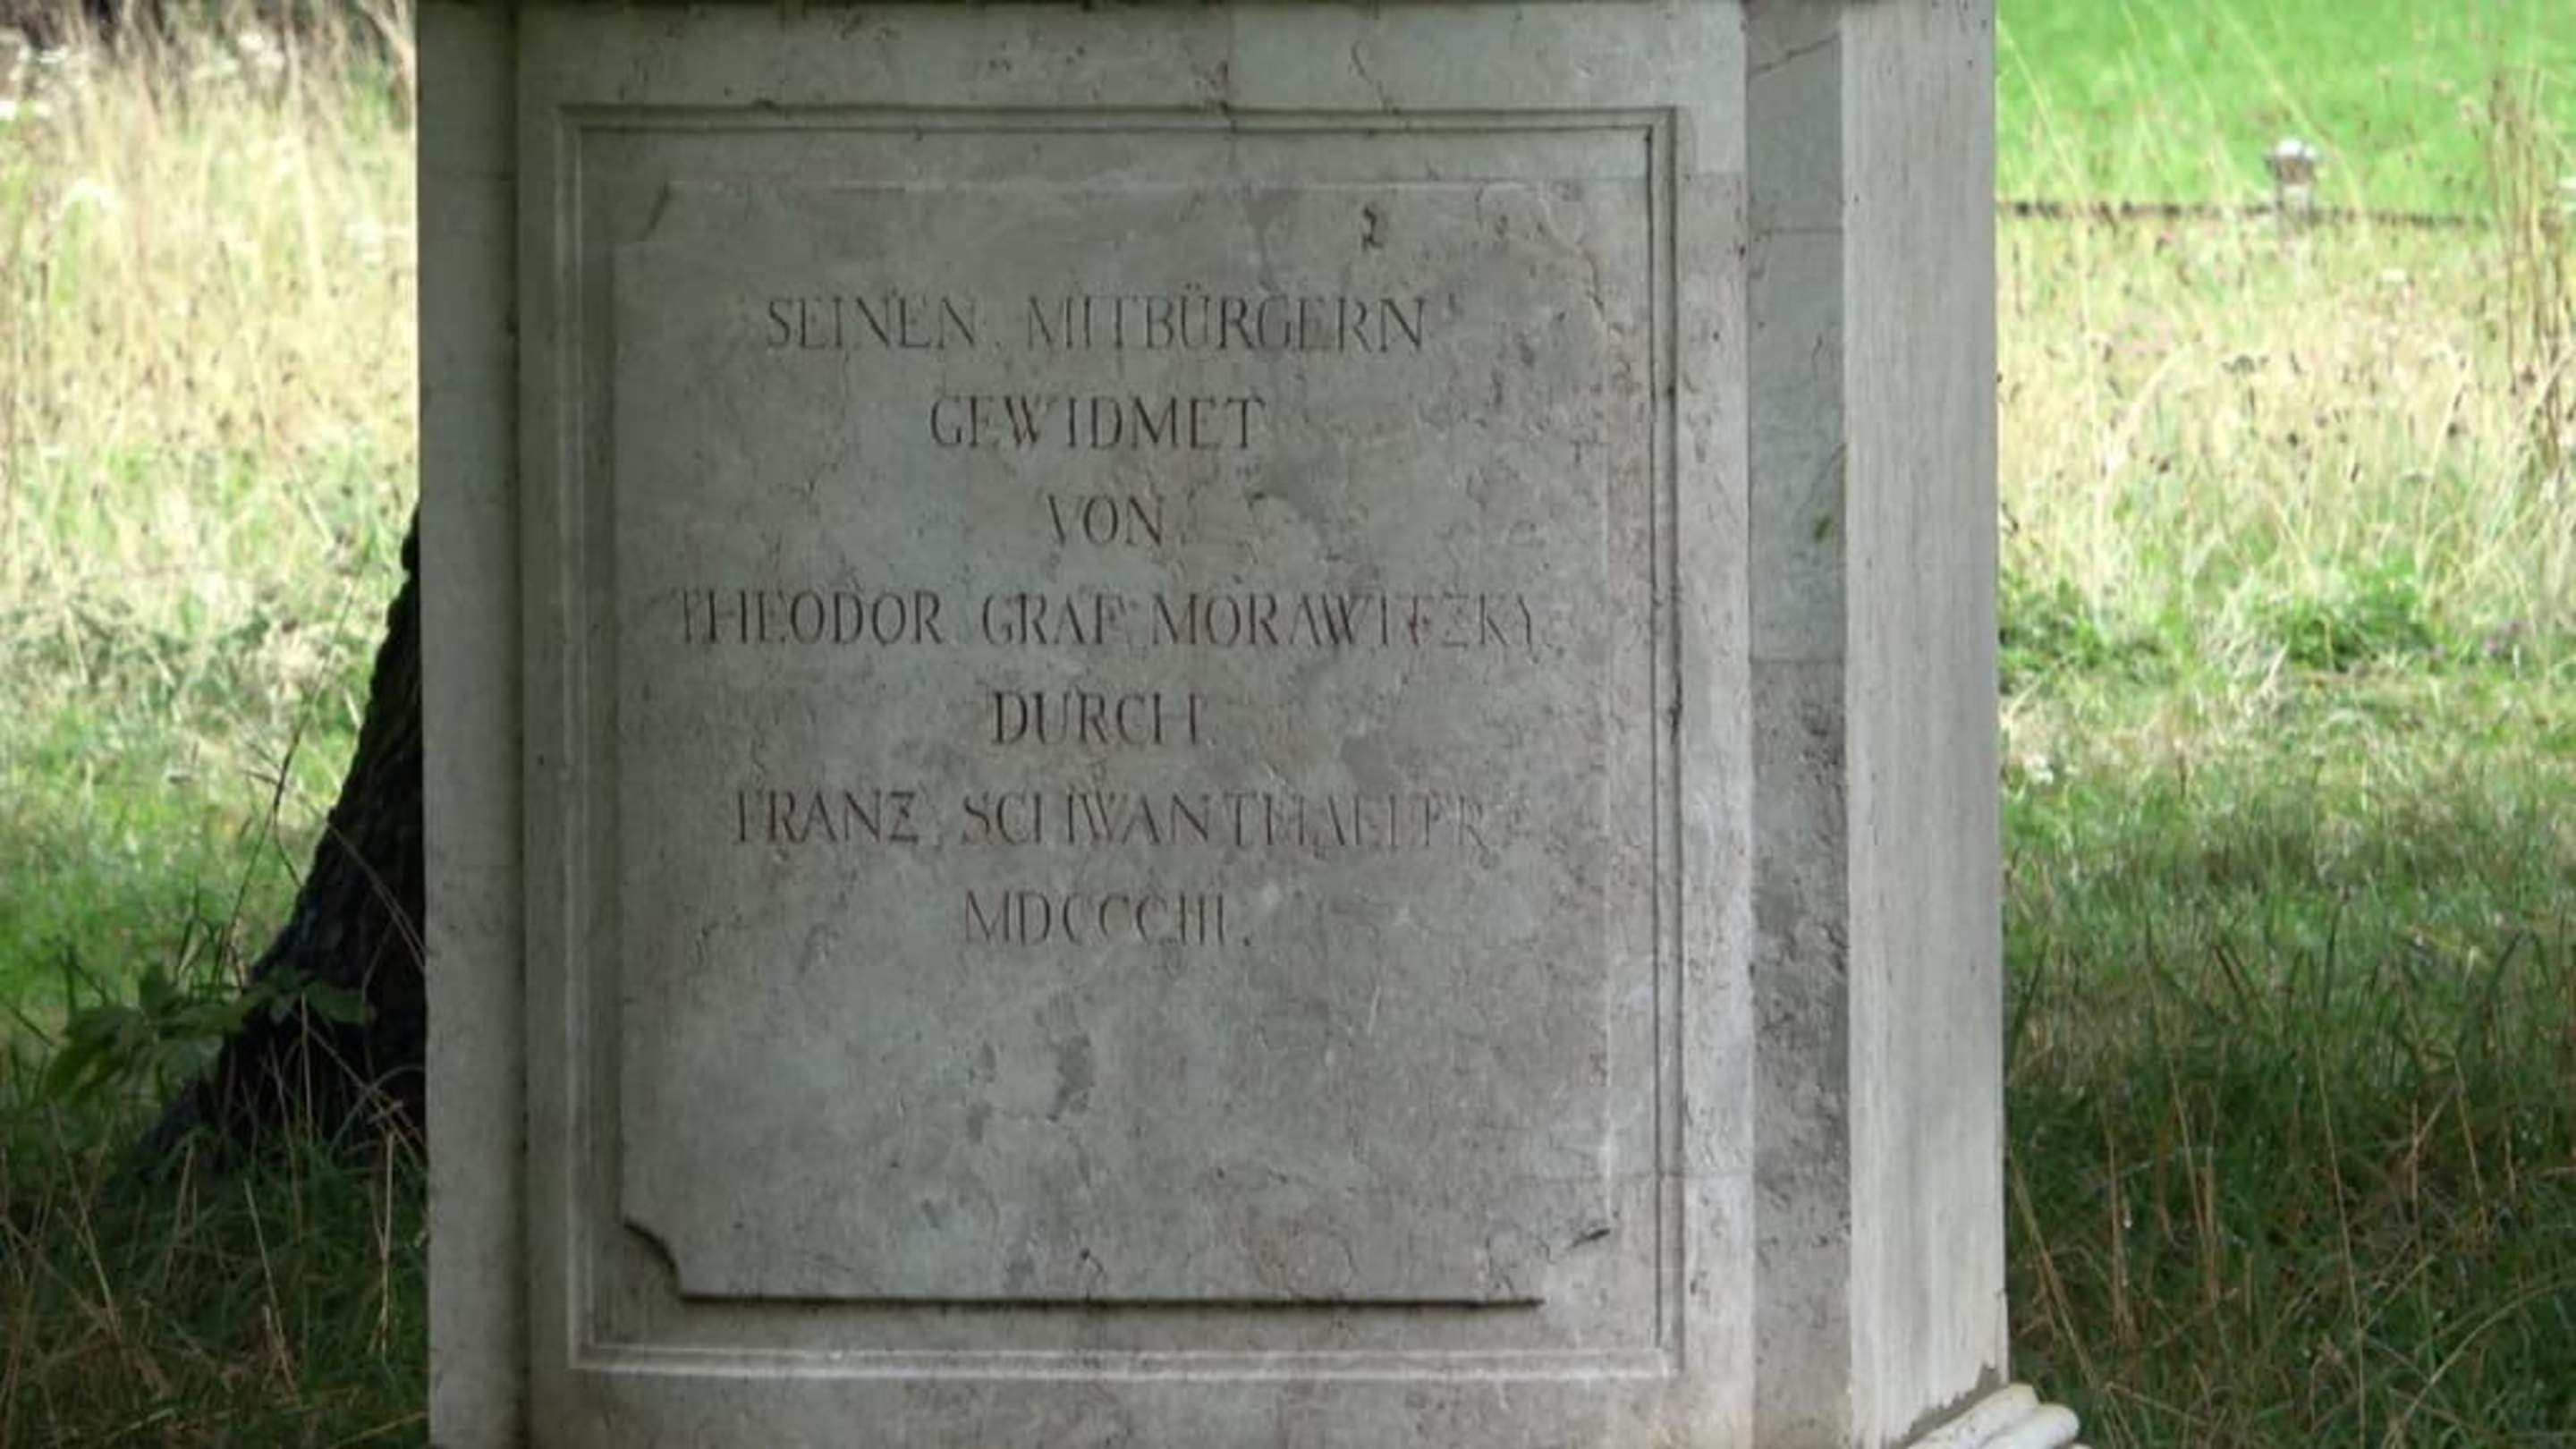 SEINEN MITBÜRGERN
GEWIDMET
VON
THEODOR GRAF MORAWITZKY
DURCH
FRANZ SCHWANTHALER
MDCCCIII.